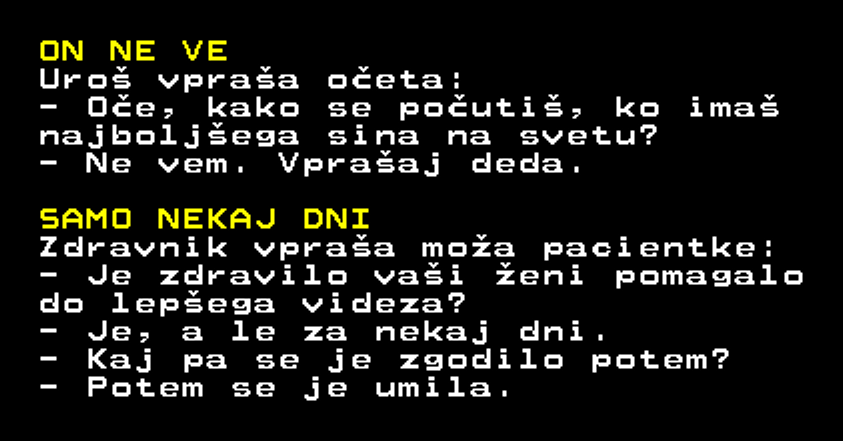 ON NE VE
Uroš vpraša očeta:
- Oče, kako se počutiš, ko imaš
najboljšega sina na svetu?
- Ne vem. Vprašaj deda.
SAMO NEKAJ DNI
Zdravnik vpraša moža pacientke:
- Je zdravilo vaši ženi pomagalo
do lepšega videza?
- Je, a le za nekaj dni.
- Kaj pa se je zgodilo potem?
- Potem se je umila.